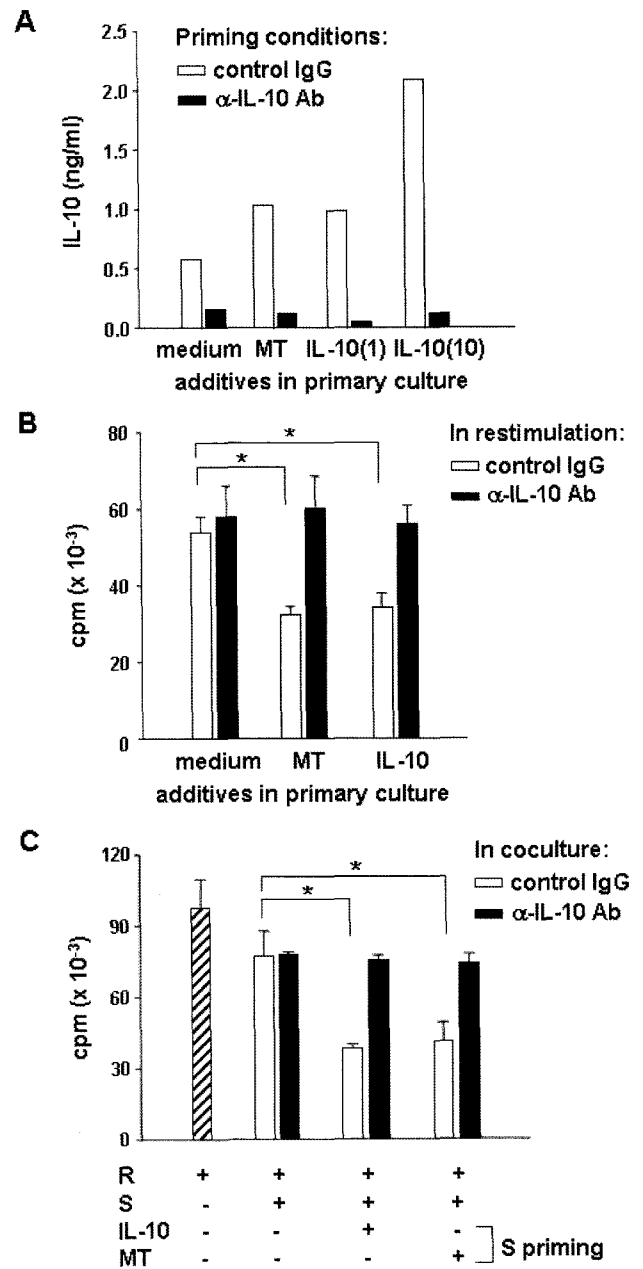 A
Priming conditions:
control IgG
α-IL-10 Ab
IL-10 (ng/ml)
2.5
2.0
1.5
1.0
0.5
0.0
medium MT IL-10(1) IL-10(10)
additives in primary culture
B
In restimulation:
control IgG
α-IL-10 Ab
cpm (x 10⁻³)
80
60
40
20
0
*
*
medium MT IL-10
additives in primary culture
C
In coculture:
control IgG
α-IL-10 Ab
cpm (x 10⁻³)
120
90
60
30
0
*
*
R + + + +
S - + + +
IL-10 - - + -
MT - - - +
S priming